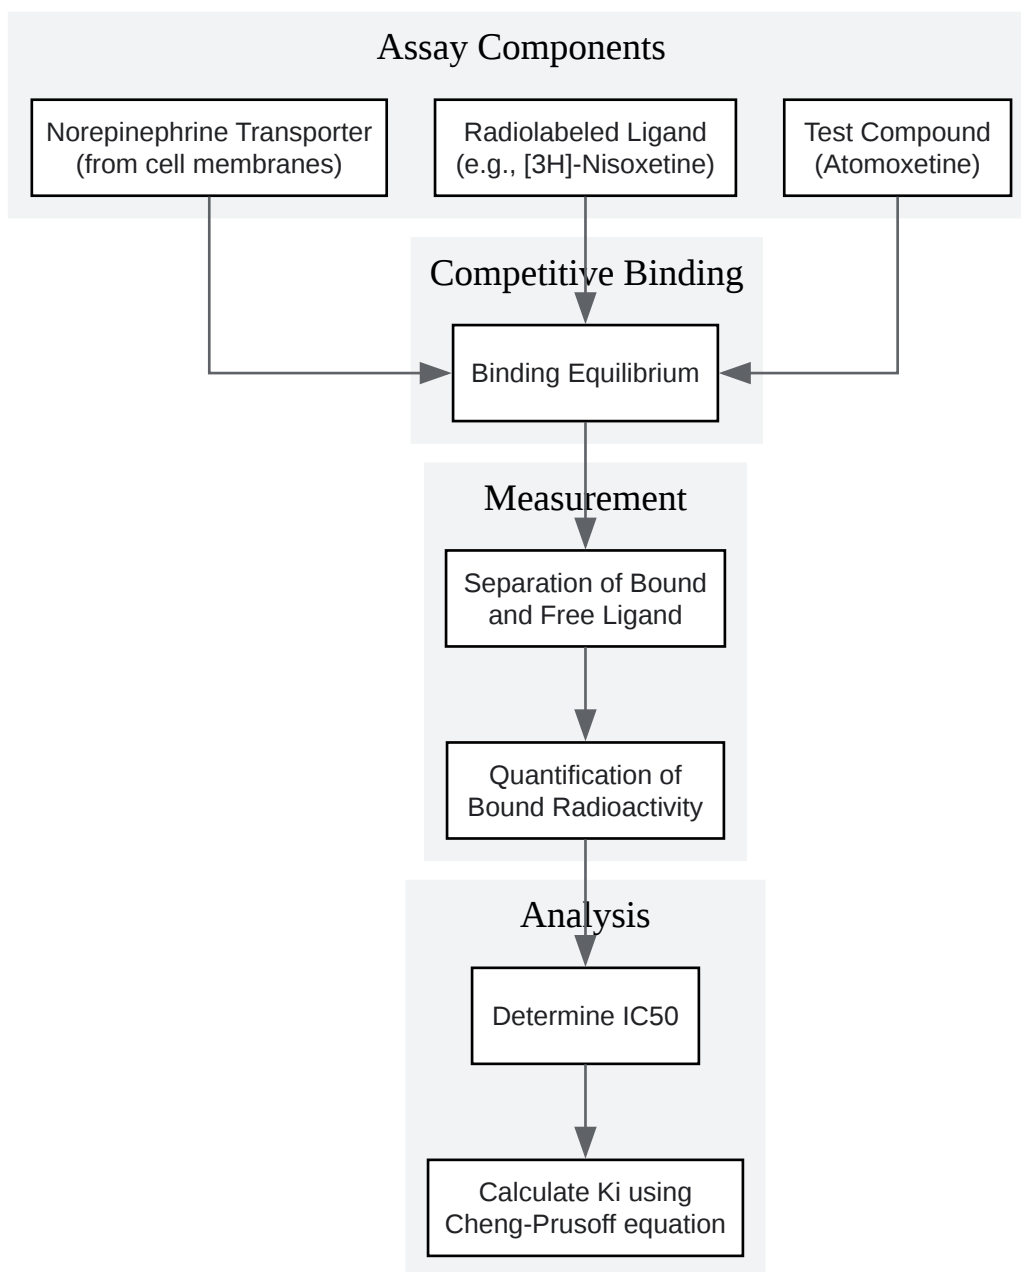 Assay Components
Norepinephrine Transporter
(from cell membranes)
Radiolabeled Ligand
(e.g., [3H]-Nisoxetine)
Test Compound
(Atomoxetine)
Competitive Binding
Binding Equilibrium
Measurement
Separation of Bound
and Free Ligand
Quantification of
Bound Radioactivity
Analysis
Determine IC50
Calculate Ki using
Cheng-Prusoff equation